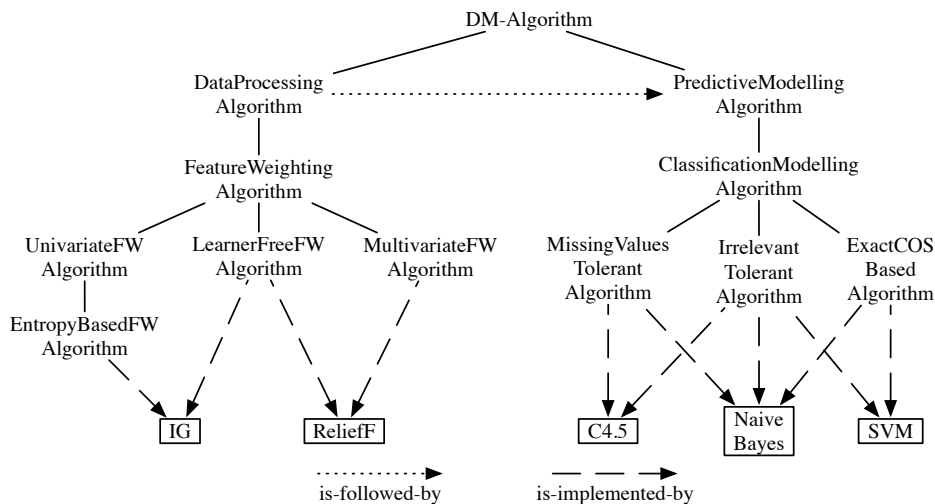 DM-Algorithm
DataProcessing
Algorithm
PredictiveModelling
Algorithm
FeatureWeighting
Algorithm
ClassificationModelling
Algorithm
UnivariateFW
Algorithm
LearnerFreeFW
Algorithm
MultivariateFW
Algorithm
MissingValues
Tolerant
Algorithm
Irrelevant
Tolerant
Algorithm
ExactCOS
Based
Algorithm
EntropyBasedFW
Algorithm
IG
ReliefF
C4.5
Naive
Bayes
SVM
is-followed-by
is-implemented-by